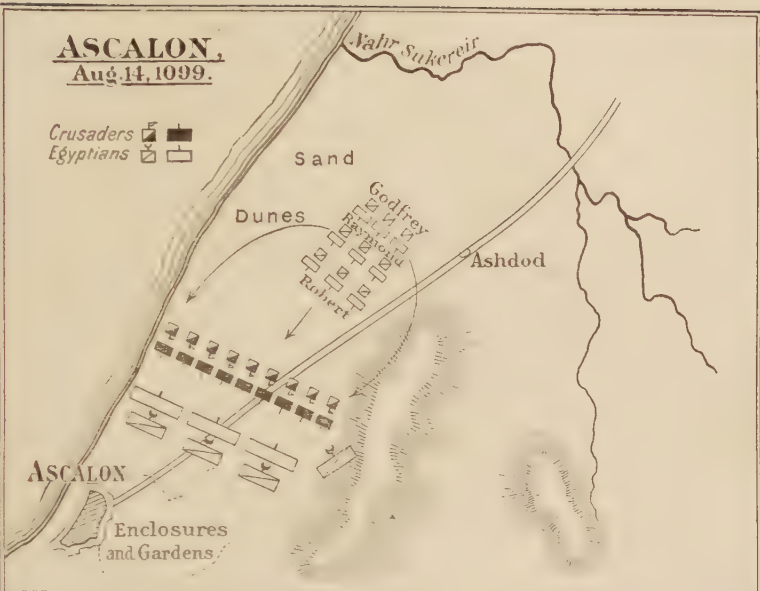 ASCALON,
Aug. 14, 1099.
Crusaders
Egyptians
Nahr Sukereir
Sand
Dunes
Godfrey
Raymond
Robert
Ashdod
ASCALON
Enclosures
and Gardens